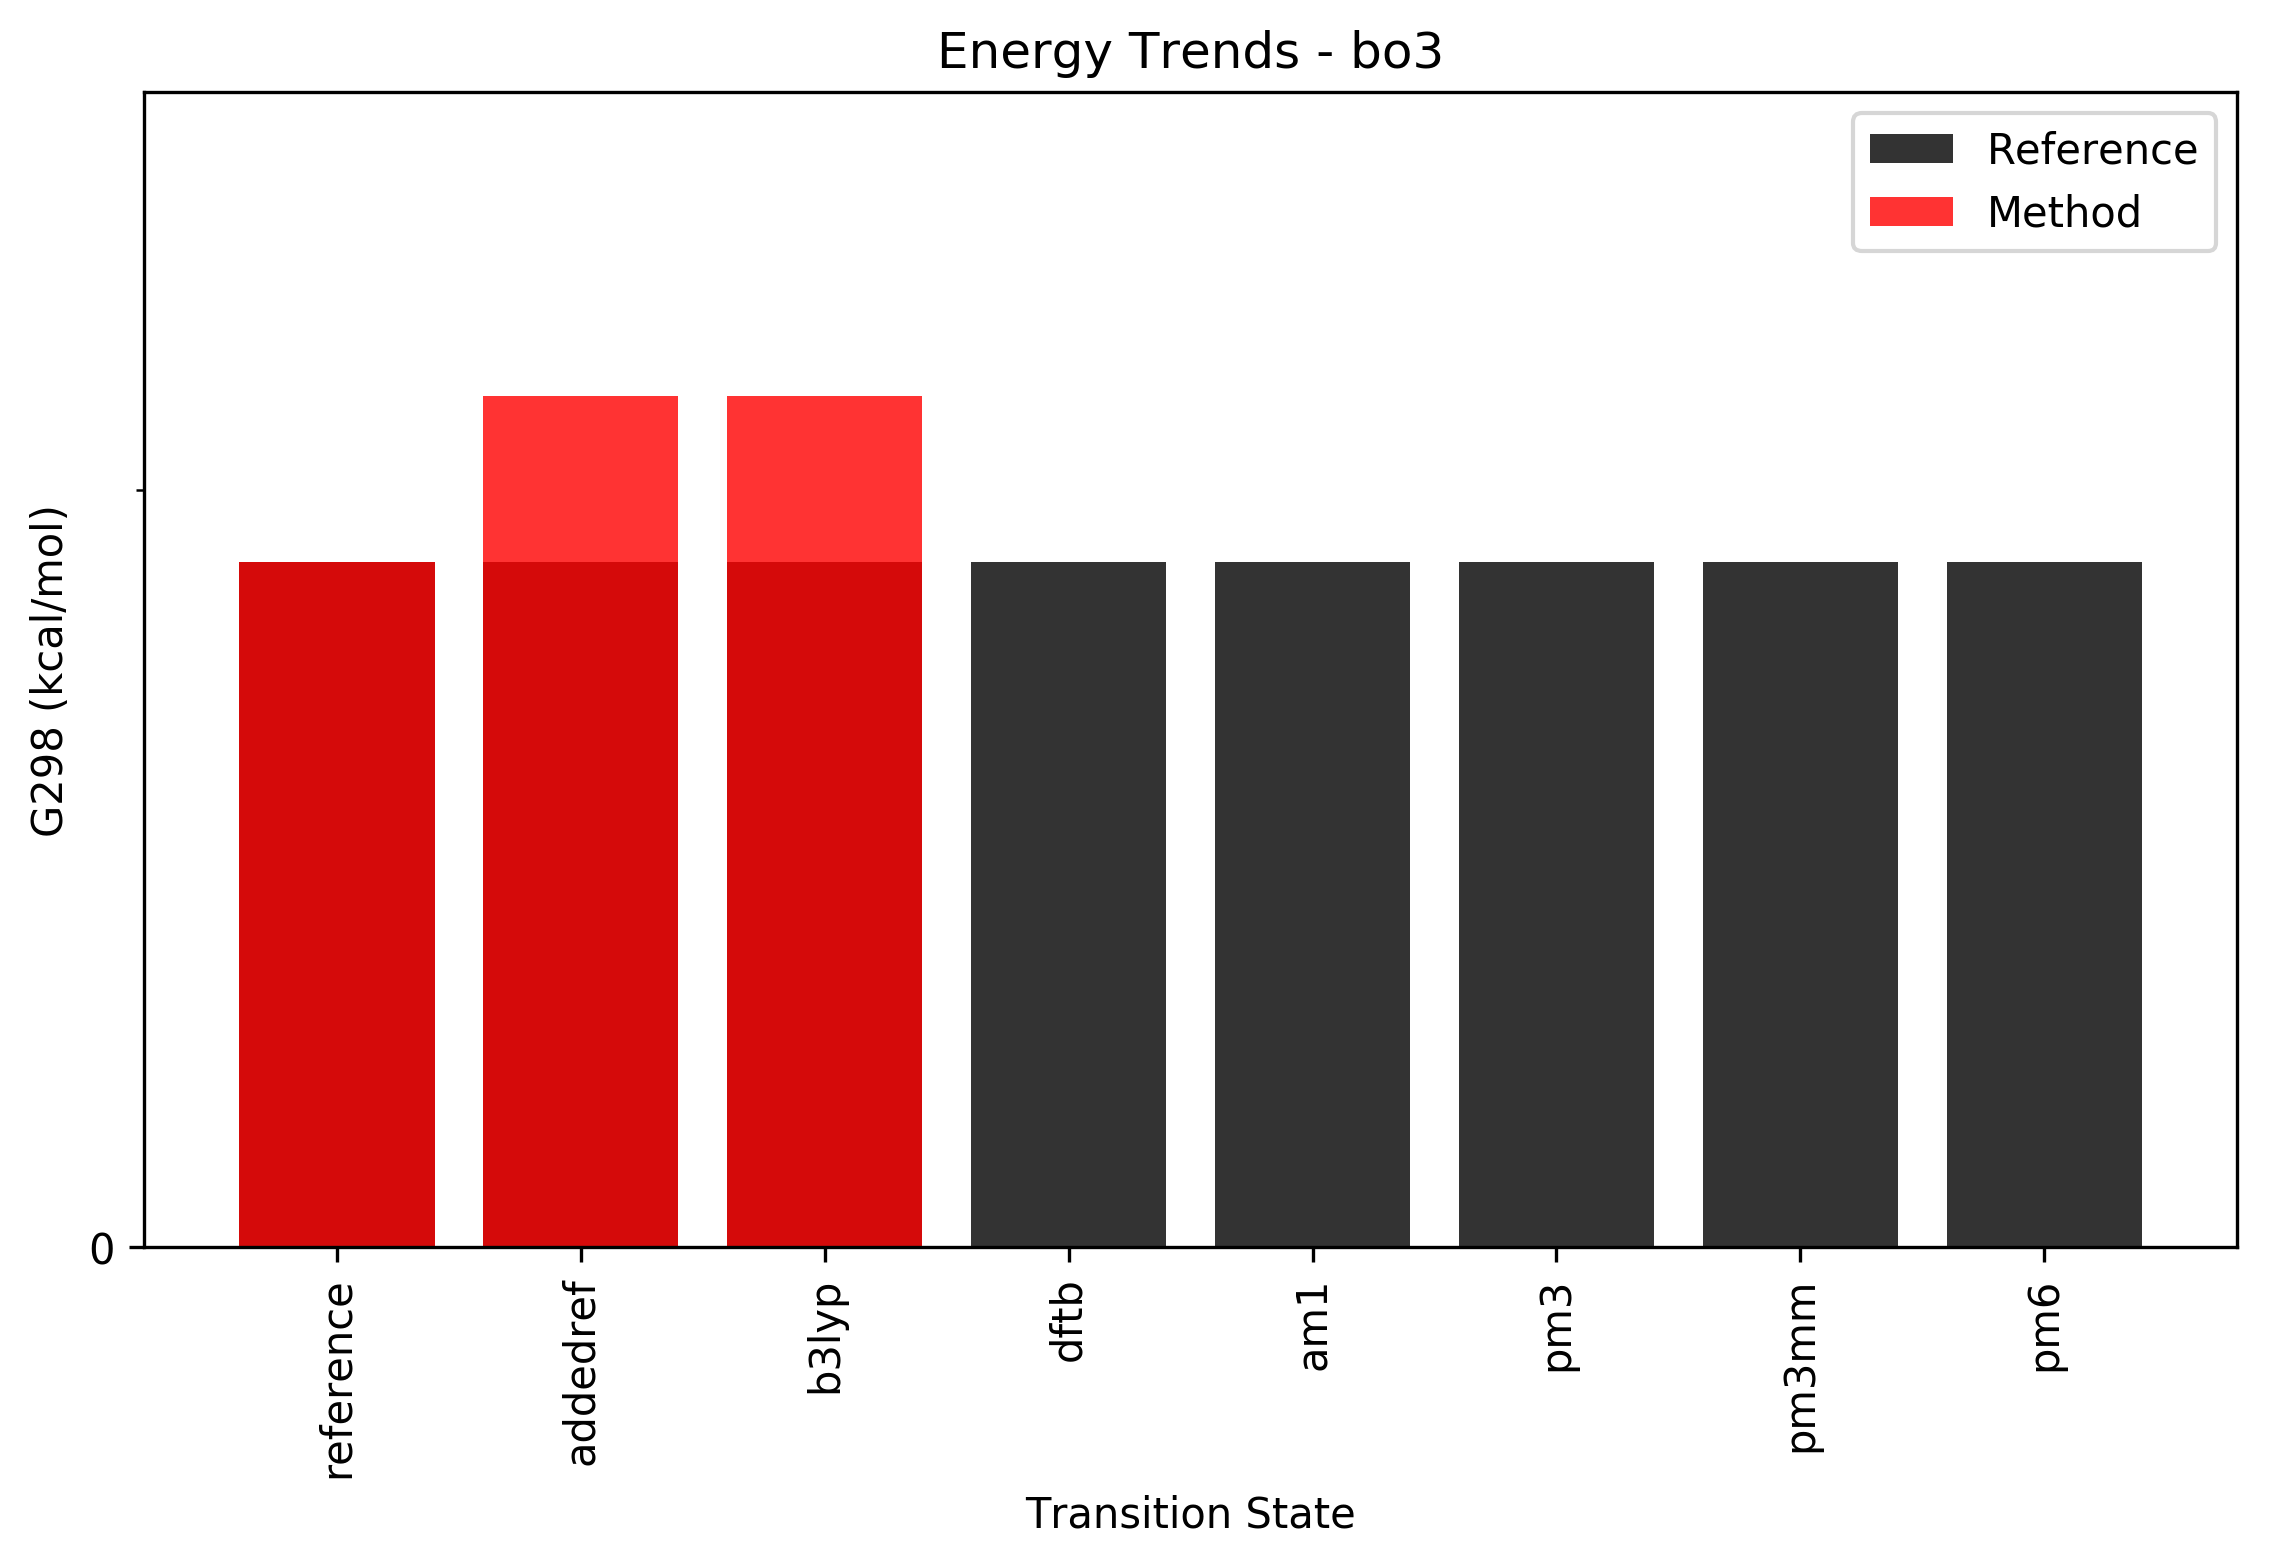 Energy Trends - bo3
Reference
Method
G298 (kcal/mol)
0
reference
addedref
b3lyp
dftb
am1
pm3
pm3mm
pm6
Transition State